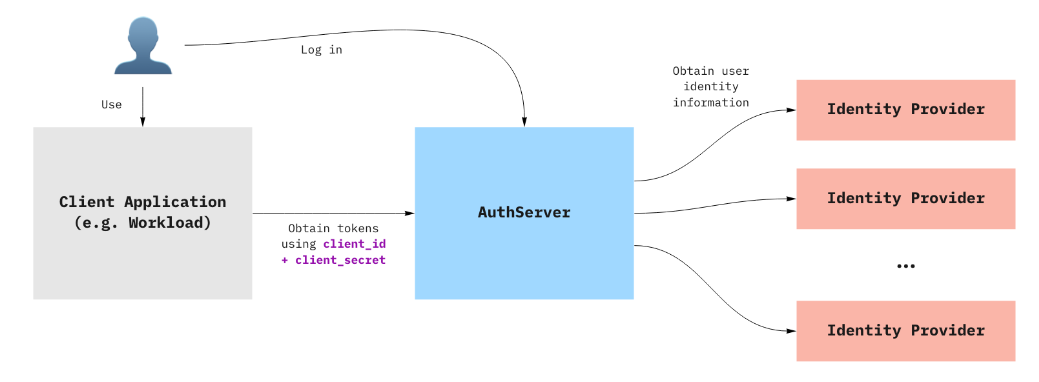 Log in
Use
Obtain user
identity
information
Identity Provider
Client Application
(e.g. Workload)
AuthServer
Identity Provider
Obtain tokens
using client_id
+ client_secret
...
Identity Provider